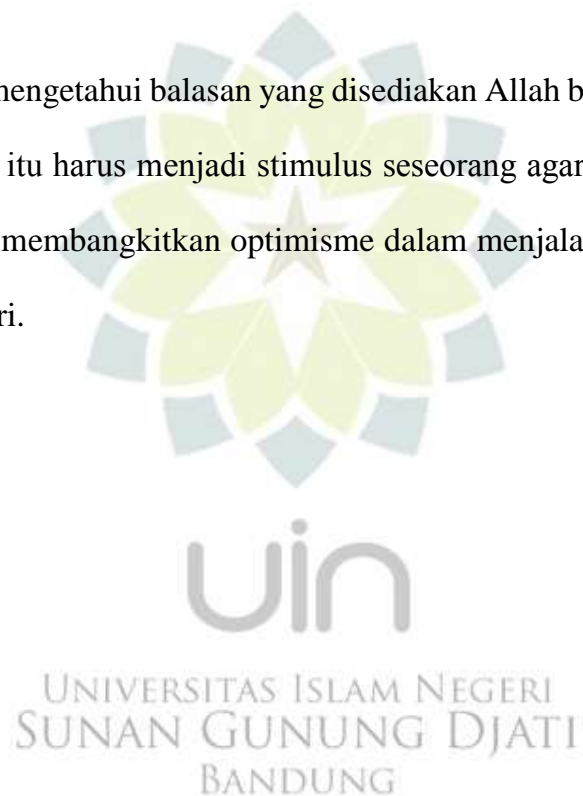 mengetahui balasan yang disediakan Allah b
itu harus menjadi stimulus seseorang agar
membangkitkan optimisme dalam menjala
ri.
uin
UNIVERSITAS ISLAM NEGERI
SUNAN GUNUNG DJATI
BANDUNG